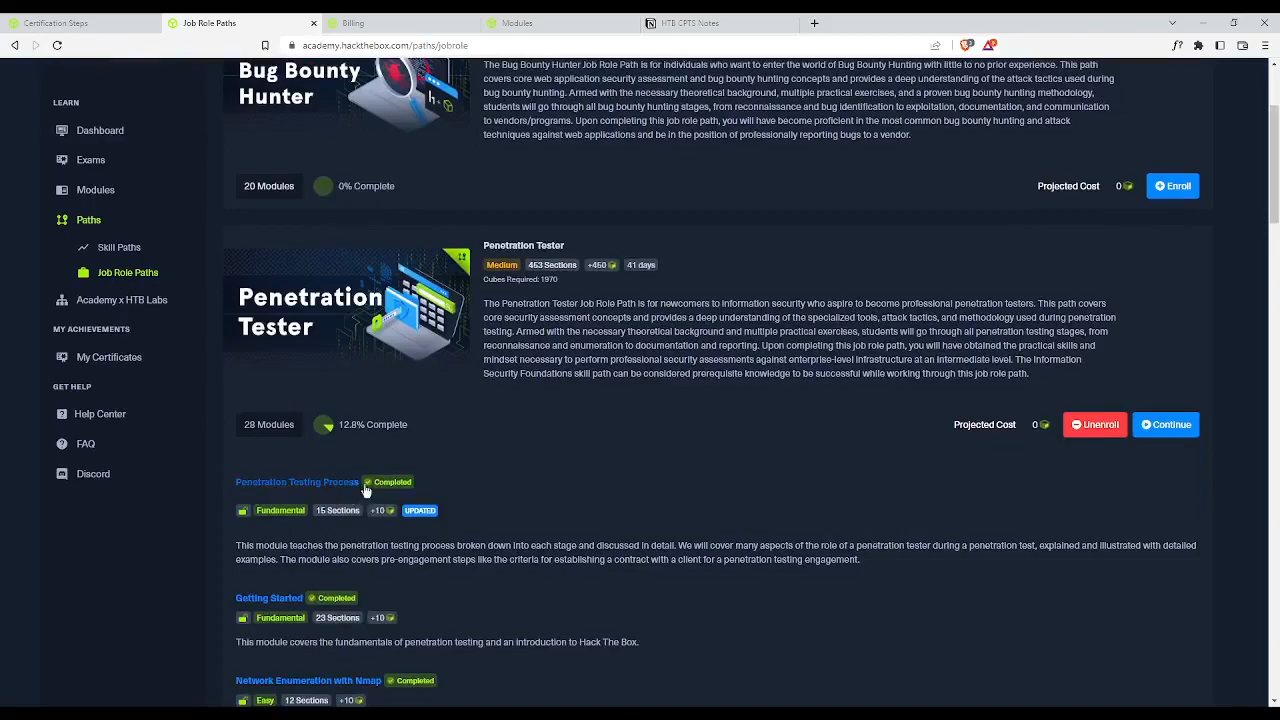 Certification Steps
Job Role Paths
Billing
Modules
HTB CPTS Notes
academy.hackthebox.com/paths/jobrole
LEARN
Dashboard
Exams
Modules
Paths
Skill Paths
Job Role Paths
Academy x HTB Labs
MY ACHIEVEMENTS
My Certificates
GET HELP
Help Center
FAQ
Discord
Bug Bounty
Hunter
The Bug Bounty Hunter Job Role Path is for individuals who want to enter the world of Bug Bounty Hunting with little to no prior experience. This path
covers core web application security assessment and bug bounty hunting concepts and provides a deep understanding of the attack tactics used during
bug bounty hunting. Armed with the necessary theoretical background, multiple practical exercises, and a proven bug bounty hunting methodology,
students will go through all bug bounty hunting stages, from reconnaissance and bug identification to exploitation, documentation, and communication
to vendors/programs. Upon completing this job role path, you will have become proficient in the most common bug bounty hunting and attack
techniques against web applications and be in the position of professionally reporting bugs to a vendor.
20 Modules
0% Complete
Projected Cost 0
Enroll
Penetration
Tester
Penetration Tester
Medium 453 Sections +450 41 days
Cubes Required: 1970
The Penetration Tester Job Role Path is for newcomers to information security who aspire to become professional penetration testers. This path covers
core security assessment concepts and provides a deep understanding of the specialized tools, attack tactics, and methodology used during penetration
testing. Armed with the necessary theoretical background and multiple practical exercises, students will go through all penetration testing stages, from
reconnaissance and enumeration to documentation and reporting. Upon completing this job role path, you will have obtained the practical skills and
mindset necessary to perform professional security assessments against enterprise-level infrastructure at an intermediate level. The Information
Security Foundations skill path can be considered prerequisite knowledge to be successful while working through this job role path.
28 Modules
12.8% Complete
Projected Cost 0
Unenroll
Continue
Penetration Testing Process Completed
Fundamental 15 Sections +10 UPDATED
This module teaches the penetration testing process broken down into each stage and discussed in detail. We will cover many aspects of the role of a penetration tester during a penetration test, explained and illustrated with detailed
examples. The module also covers pre-engagement steps like the criteria for establishing a contract with a client for a penetration testing engagement.
Getting Started Completed
Fundamental 23 Sections +10
This module covers the fundamentals of penetration testing and an introduction to Hack The Box.
Network Enumeration with Nmap Completed
Easy 12 Sections +10